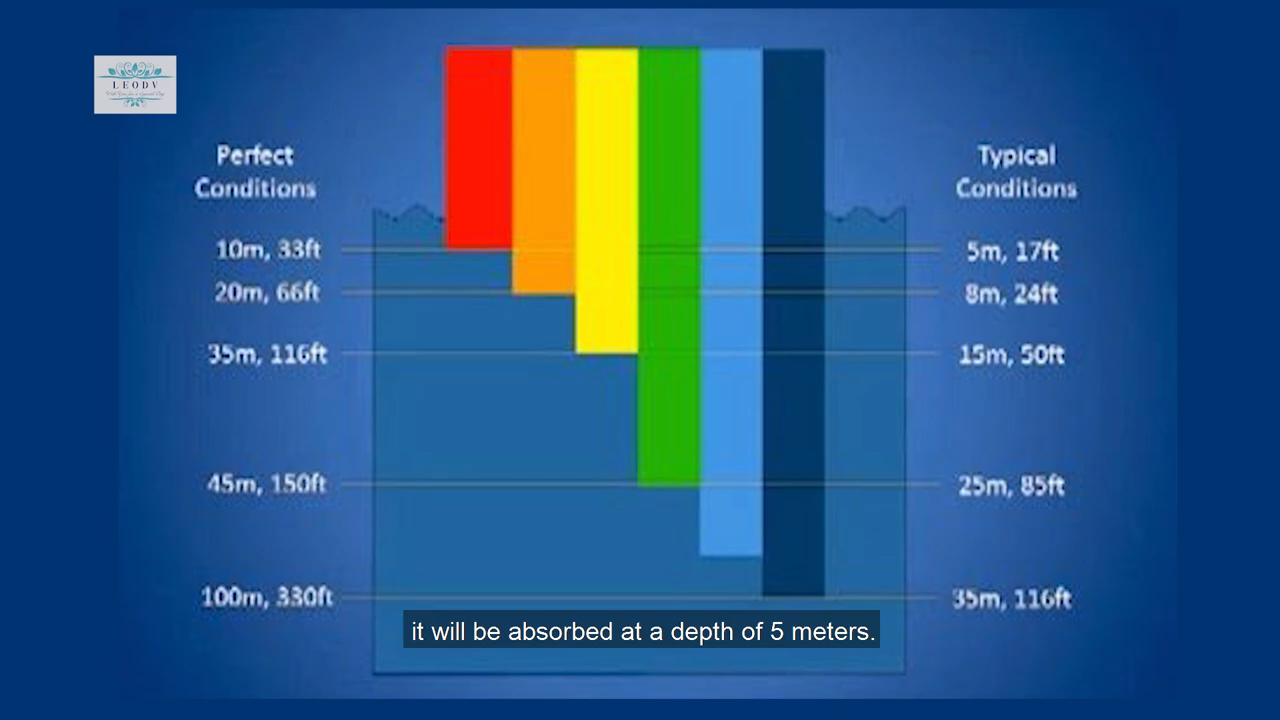 LEODV
Perfect
Conditions
10m, 33ft
20m, 66ft
35m, 116ft
45m, 150ft
100m, 330ft
Typical
Conditions
5m, 17ft
8m, 24ft
15m, 50ft
25m, 85ft
35m, 116ft
it will be absorbed at a depth of 5 meters.